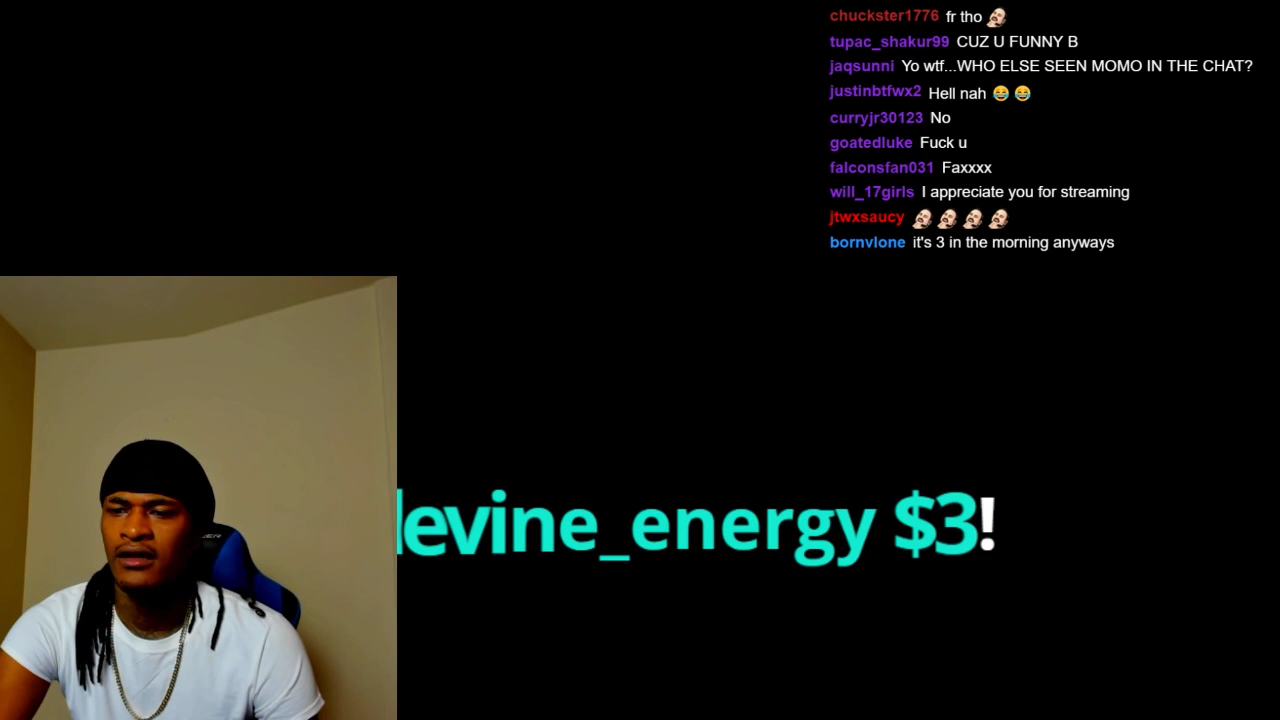 chuckster1776 fr tho
tupac_shakur99 CUZ U FUNNY B
jaqsunni Yo wtf...WHO ELSE SEEN MOMO IN THE CHAT?
justinbtfwx2 Hell nah 😂 😂
curryjr30123 No
goatedluke Fuck u
falconsfan031 Faxxxx
will_17girls I appreciate you for streaming
jtwxsaucy
bornvlone it's 3 in the morning anyways
levine_energy $3!